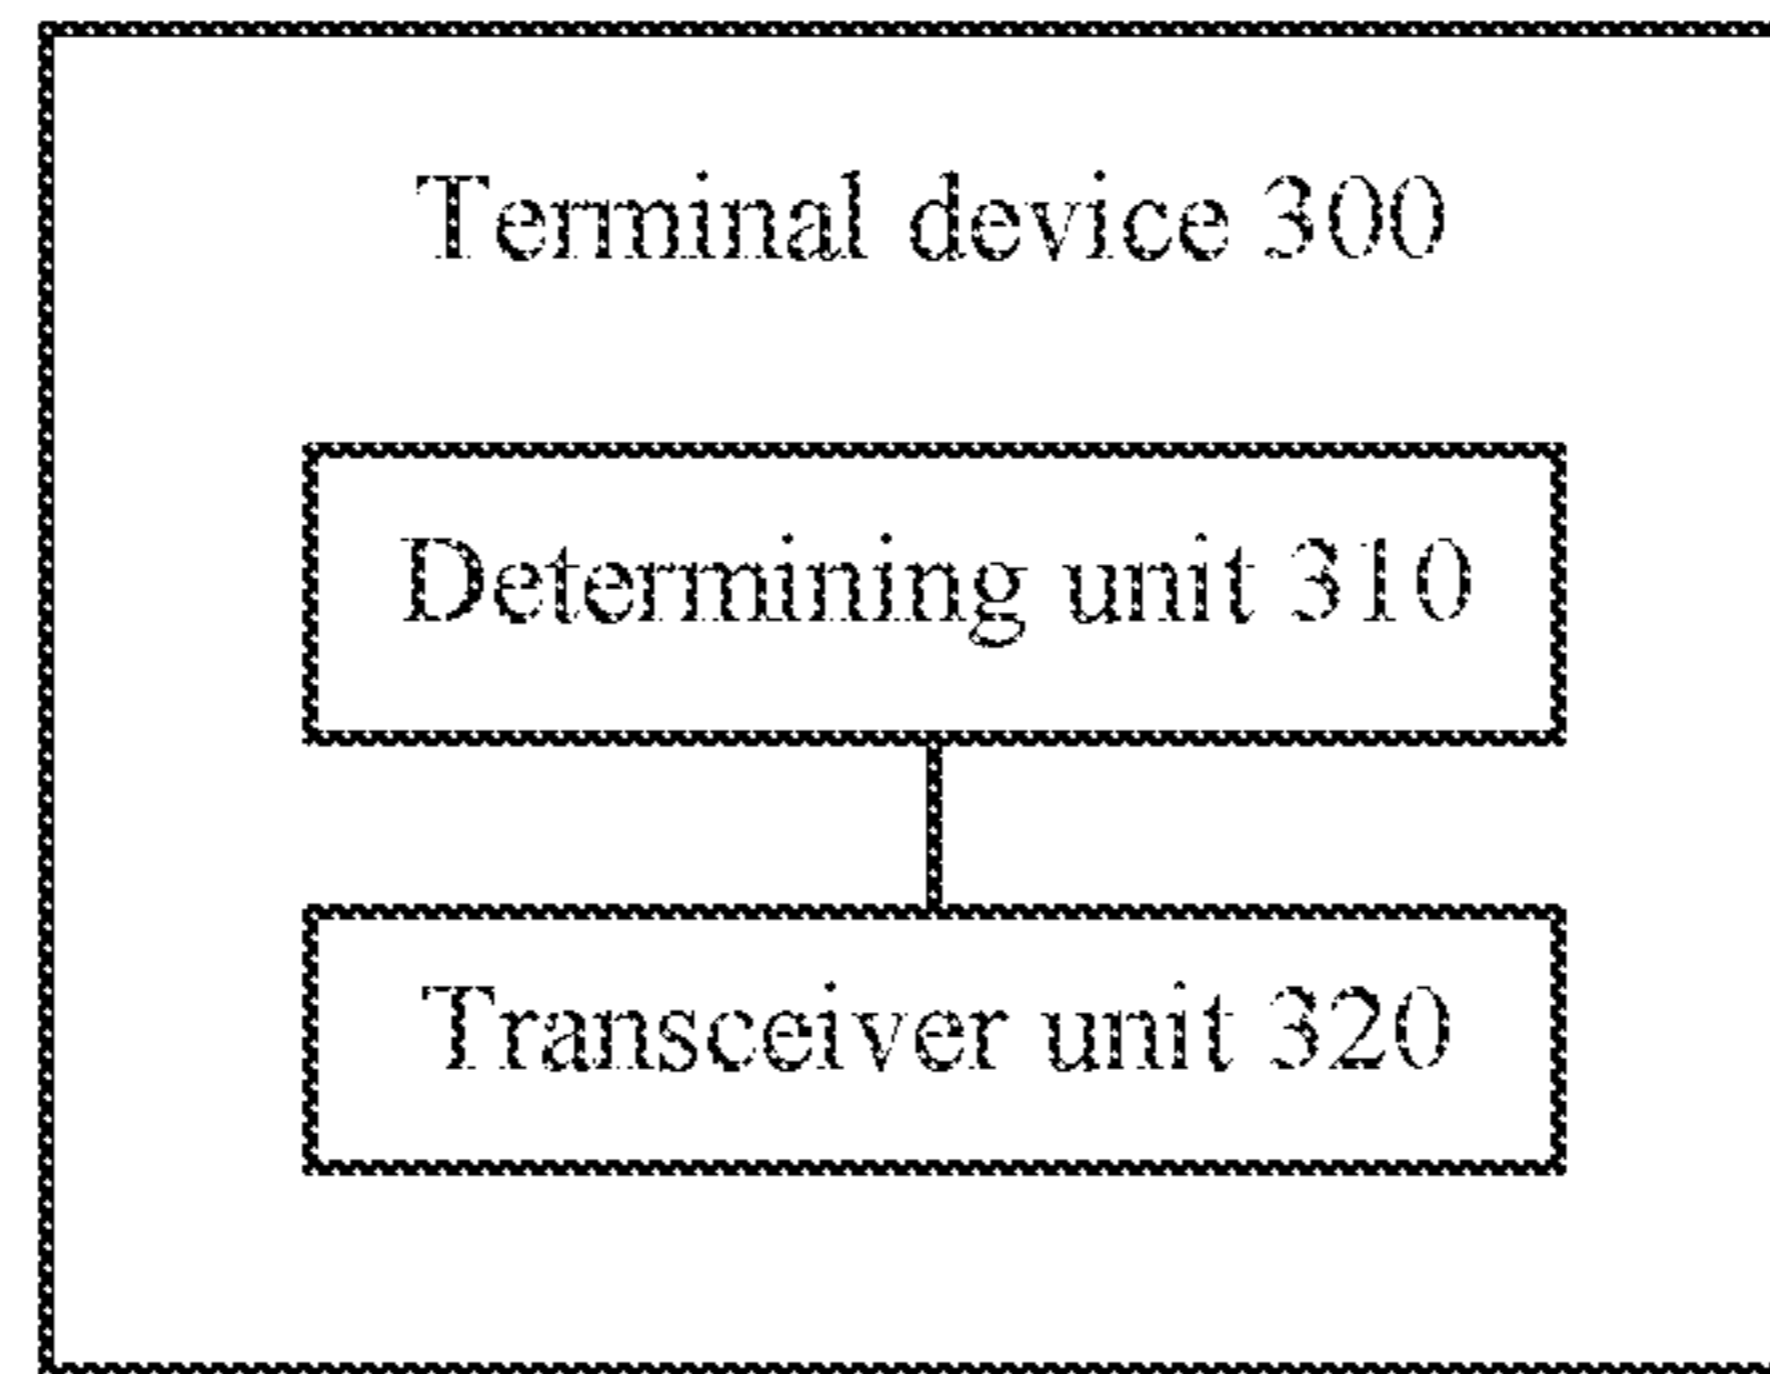 Terminal device 300
Determining unit 310
Transceiver unit 320